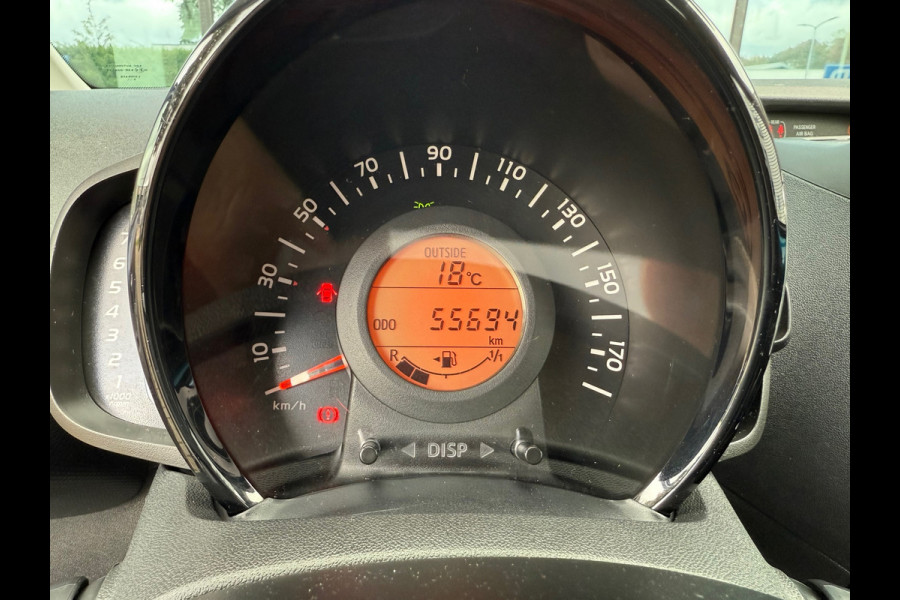 10
30
50
70
90
110
130
150
170
km/h
OUTSIDE
18°C
ODO 55694
km
R 1/1
◁ DISP ▷
6
5
4
3
2
1
PASSENGER
AIR BAG